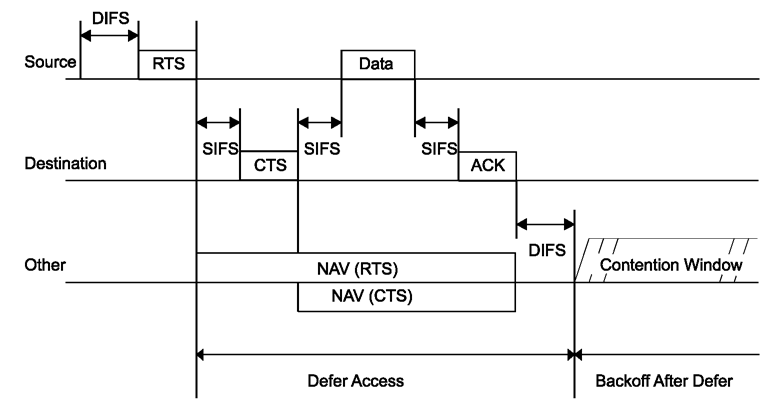 DIFS
Source
RTS
Data
SIFS
SIFS
SIFS
Destination
CTS
ACK
DIFS
Other
NAV (RTS)
Contention Window
NAV (CTS)
Defer Access
Backoff After Defer